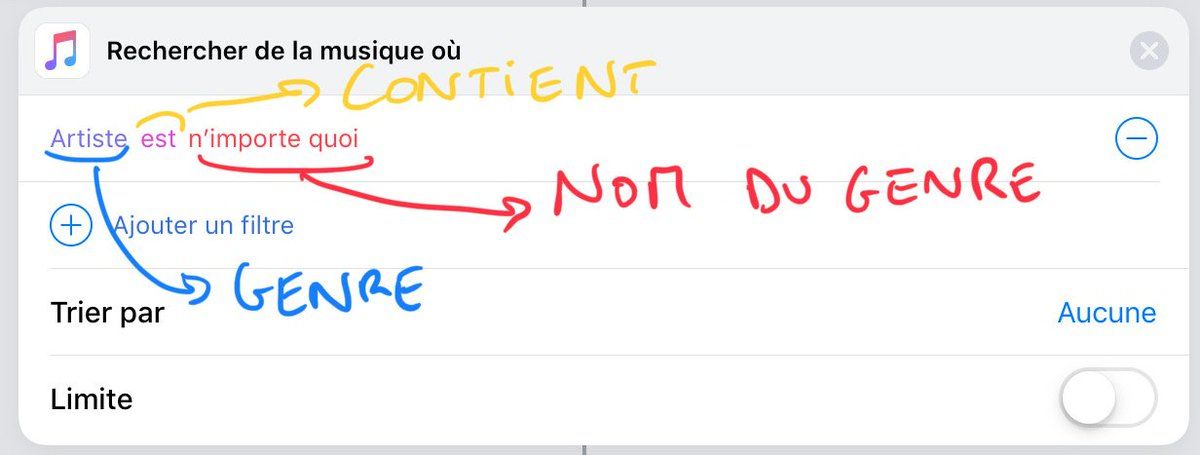 Rechercher de la musique où
CONTIENT
Artiste est n’importe quoi
NOM DU GENRE
Ajouter un filtre
GENRE
Trier par Aucune
Limite